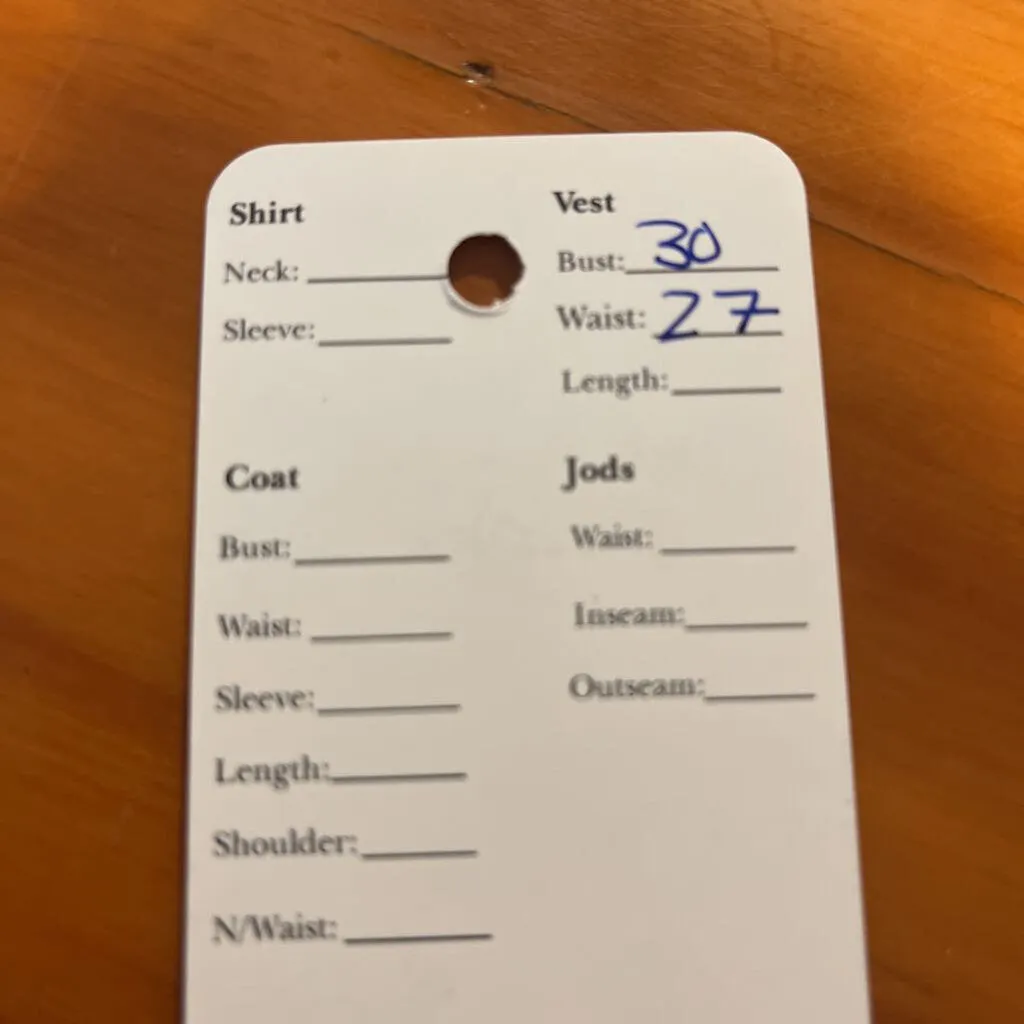 Shirt
Neck:
Sleeve:
Vest
Bust: 30
Waist: 27
Length:
Coat
Bust:
Waist:
Sleeve:
Length:
Shoulder:
N/Waist:
Jods
Waist:
Inseam:
Outseam: